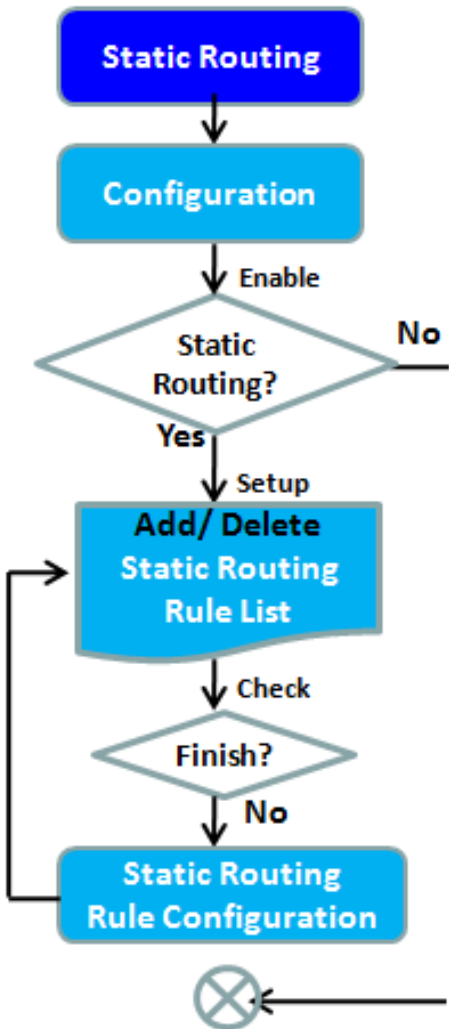 Static Routing
Configuration
Enable
Static
Routing?
No
Yes
Setup
Add/ Delete
Static Routing
Rule List
Check
Finish?
No
Static Routing
Rule Configuration